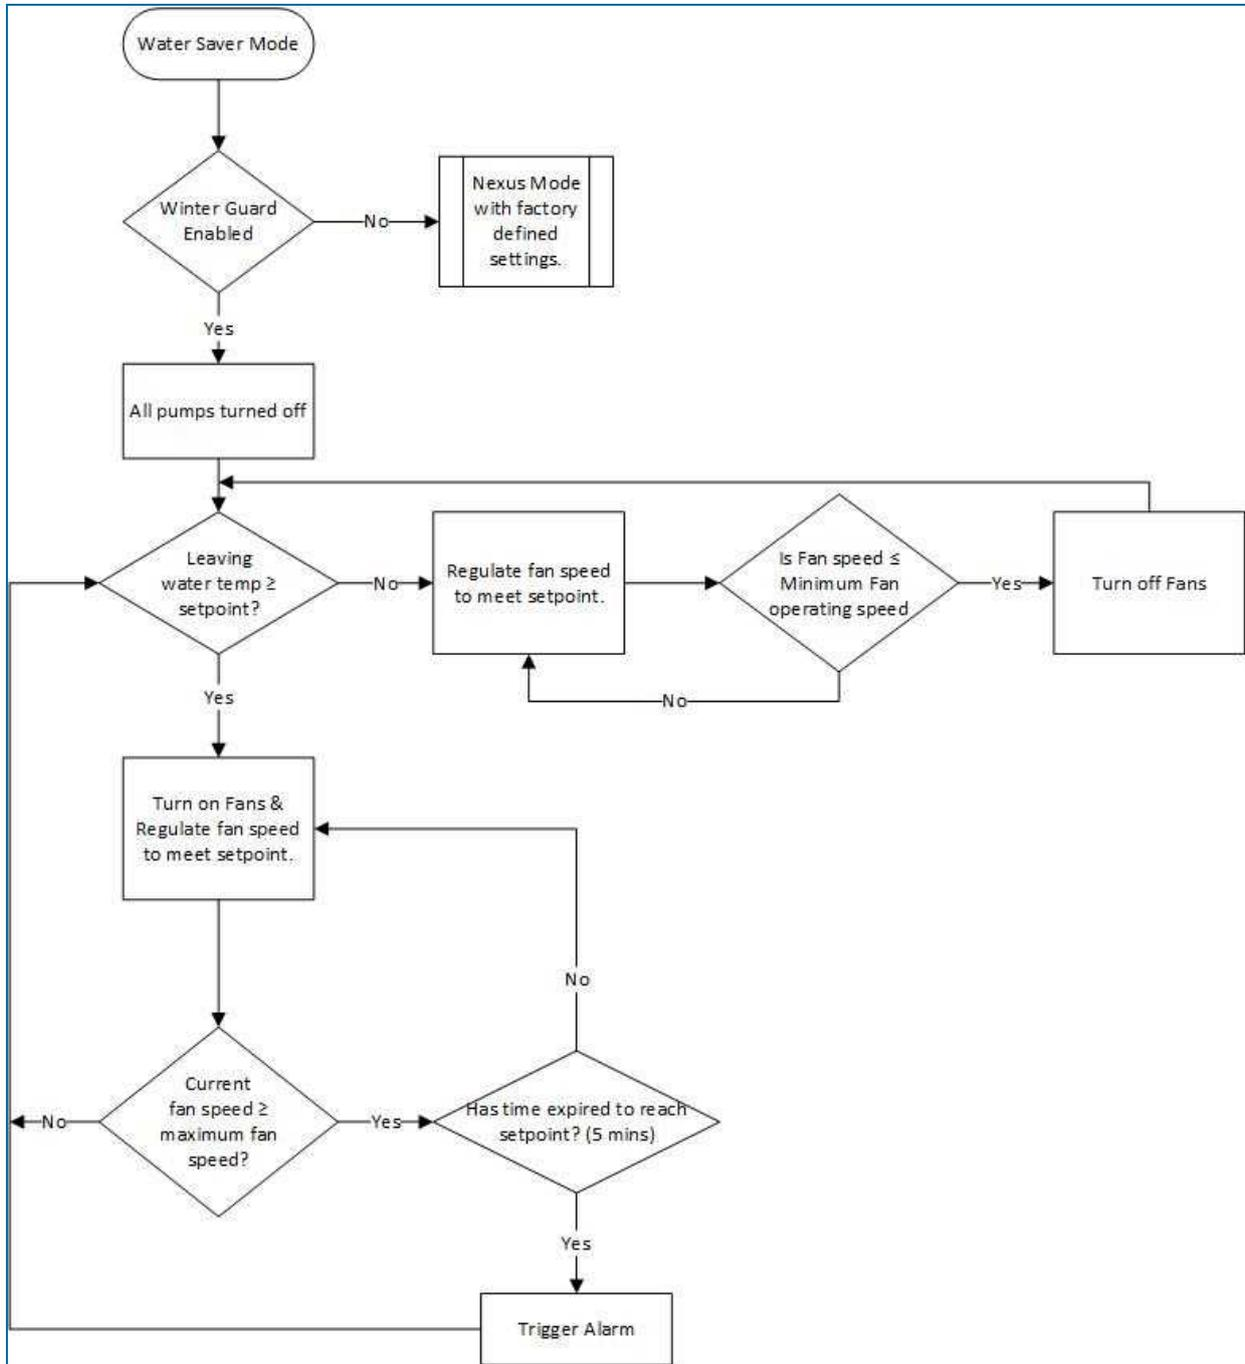 Water Saver Mode
Winter Guard
Enabled
No
Nexus Mode
with factory
defined
settings.
Yes
All pumps turned off
Leaving
water temp ≥
setpoint?
No
Regulate fan speed
to meet setpoint.
Is Fan speed ≤
Minimum Fan
operating speed
Yes
Turn off Fans
No
Yes
Turn on Fans &
Regulate fan speed
to meet setpoint.
No
Current
fan speed ≥
maximum fan
speed?
No
Yes
Has time expired to reach
setpoint? (5 mins)
Yes
Trigger Alarm